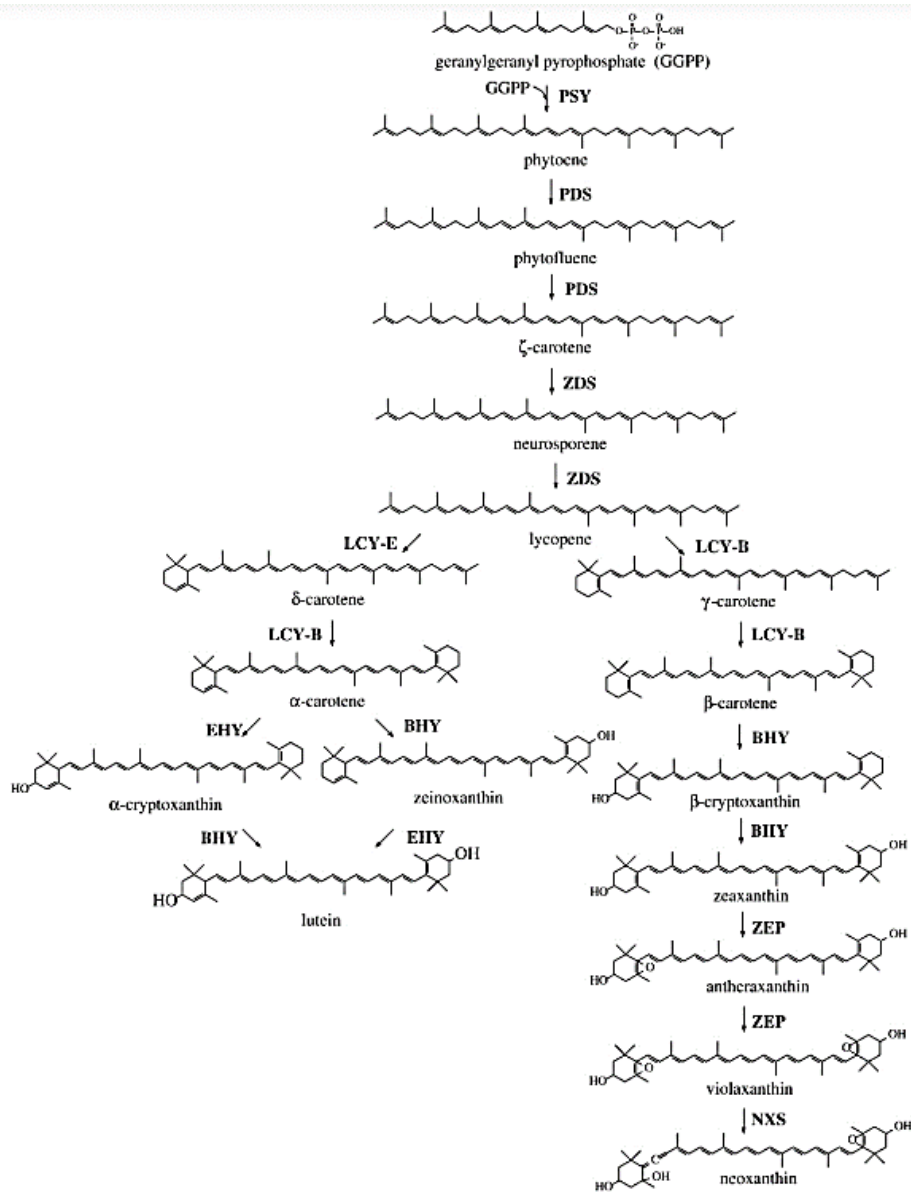 O-P-O-P-OH
O- O-
geranylgeranyl pyrophosphate (GGPP)
GGPP PSY
phytoene
PDS
phytofluene
PDS
ζ-carotene
ZDS
neurosporene
ZDS
lycopene
LCY-E LCY-B
δ-carotene γ-carotene
LCY-B LCY-B
α-carotene β-carotene
EHY BHY BHY
OH
HO HO
α-cryptoxanthin zeinoxanthin β-cryptoxanthin
BHY EHY BHY
OH OH
HO HO
lutein zeaxanthin
ZEP
OH
O
HO
antheraxanthin
ZEP
OH
O O
HO
violaxanthin
NXS
OH
C O
OH
HO
neoxanthin